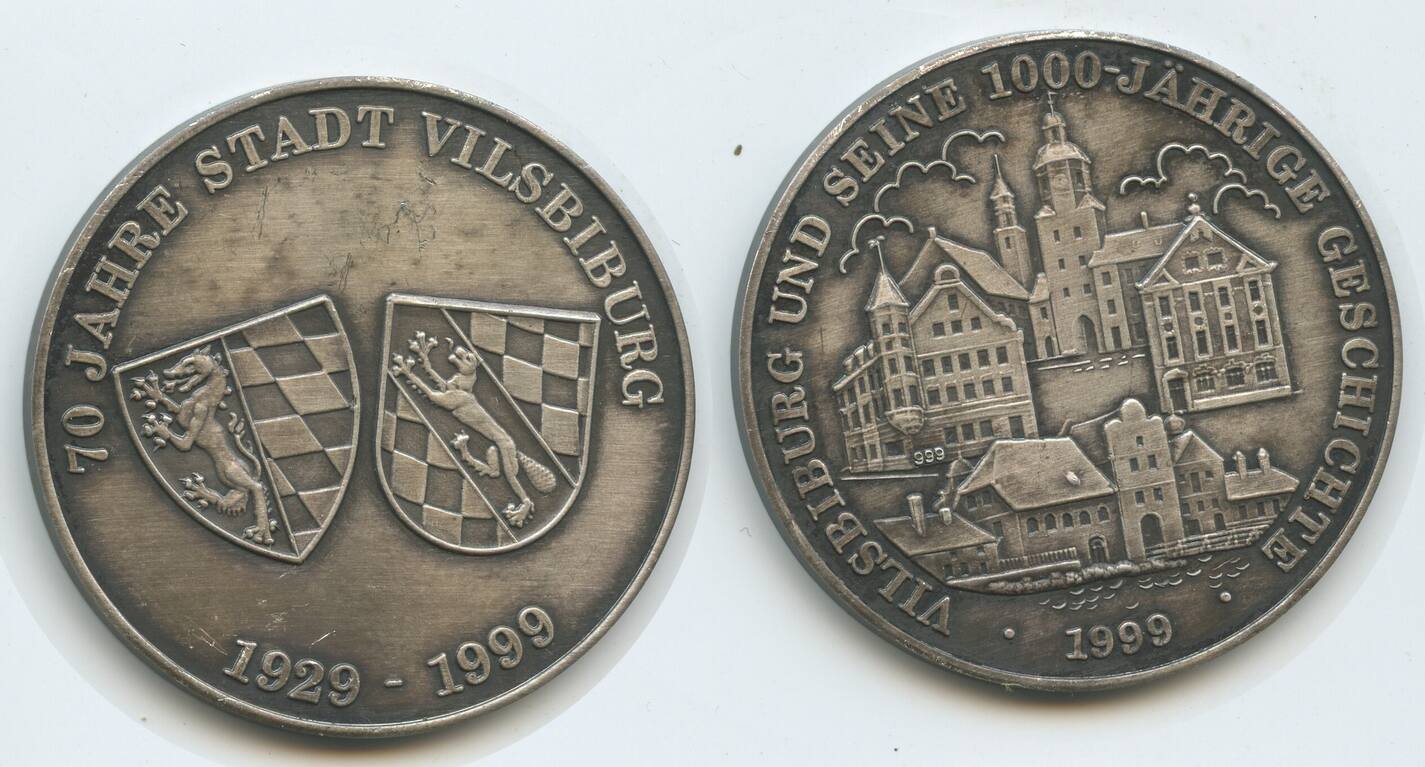 70 JAHRE STADT VILSBIBURG
1929 - 1999
VILSBIBURG UND SEINE 1000-JÄHRIGE GESCHICHTE
999
• 1999 •